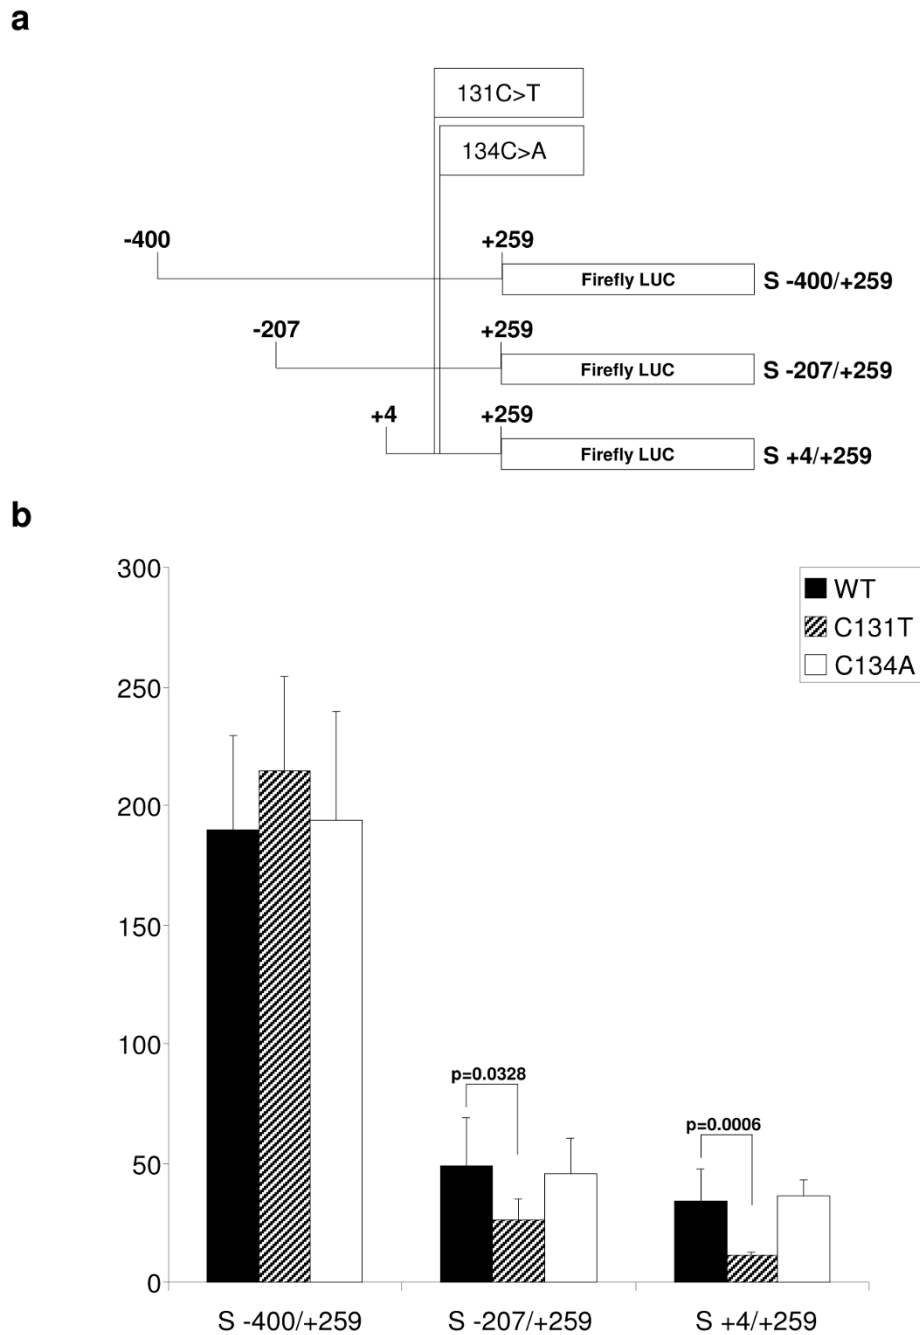 a
131C>T
134C>A
-400 +259
Firefly LUC S -400/+259
-207 +259
Firefly LUC S -207/+259
+4 +259
Firefly LUC S +4/+259
b
300
250
200
150
100
50
0
WT
C131T
C134A
p=0.0328
p=0.0006
S -400/+259 S -207/+259 S +4/+259